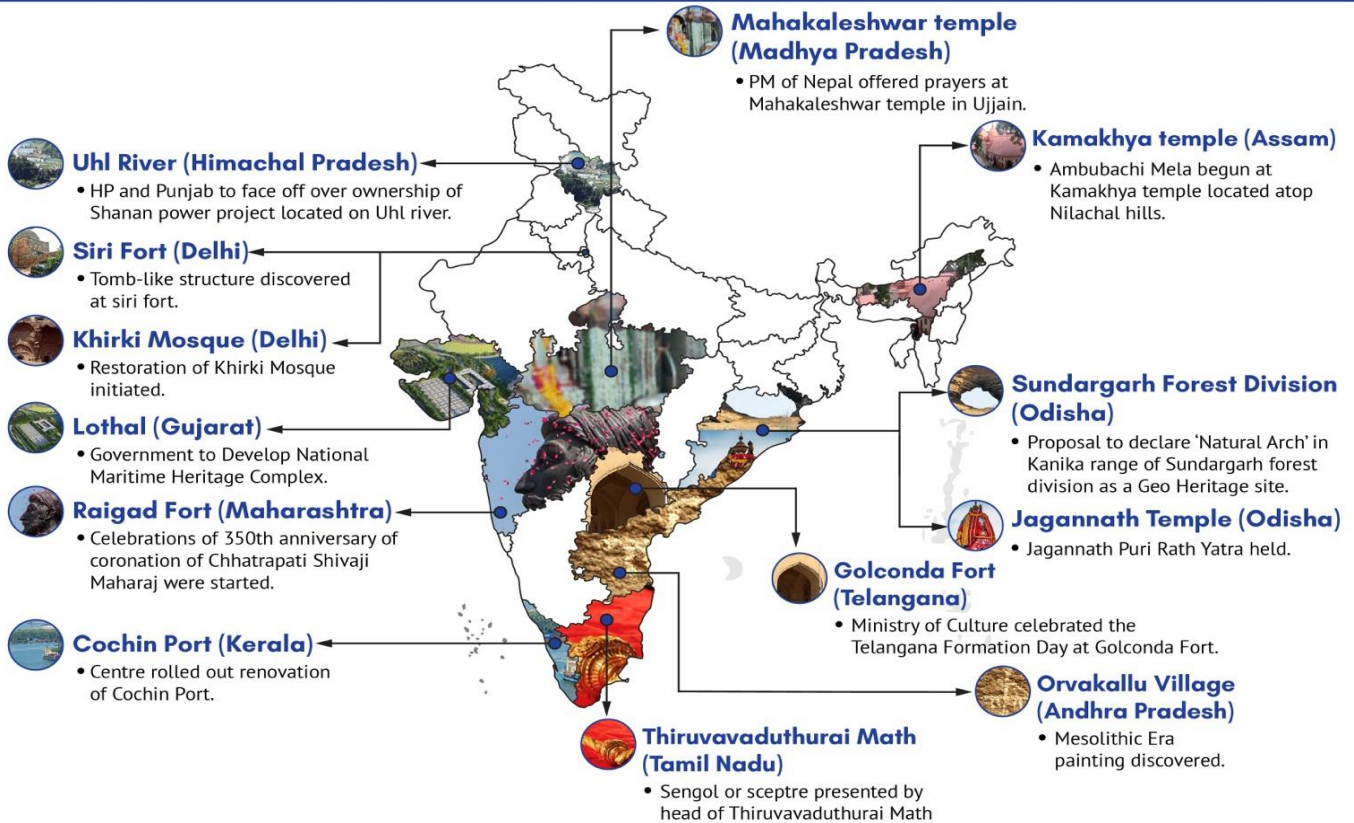 Mahakaleshwar temple
(Madhya Pradesh)
• PM of Nepal offered prayers at
Mahakaleshwar temple in Ujjain.
Uhl River (Himachal Pradesh)
• HP and Punjab to face off over ownership of
Shanan power project located on Uhl river.
Siri Fort (Delhi)
• Tomb-like structure discovered
at siri fort.
Khirki Mosque (Delhi)
• Restoration of Khirki Mosque
initiated.
Lothal (Gujarat)
• Government to Develop National
Maritime Heritage Complex.
Raigad Fort (Maharashtra)
• Celebrations of 350th anniversary of
coronation of Chhatrapati Shivaji
Maharaj were started.
Cochin Port (Kerala)
• Centre rolled out renovation
of Cochin Port.
Kamakhya temple (Assam)
• Ambubachi Mela begun at
Kamakhya temple located atop
Nilachal hills.
Sundargarh Forest Division
(Odisha)
• Proposal to declare ‘Natural Arch’ in
Kanika range of Sundargarh forest
division as a Geo Heritage site.
Jagannath Temple (Odisha)
• Jagannath Puri Rath Yatra held.
Golconda Fort
(Telangana)
• Ministry of Culture celebrated the
Telangana Formation Day at Golconda Fort.
Orvakallu Village
(Andhra Pradesh)
• Mesolithic Era
painting discovered.
Thiruvavaduthurai Math
(Tamil Nadu)
• Sengol or sceptre presented by
head of Thiruvavaduthurai Math